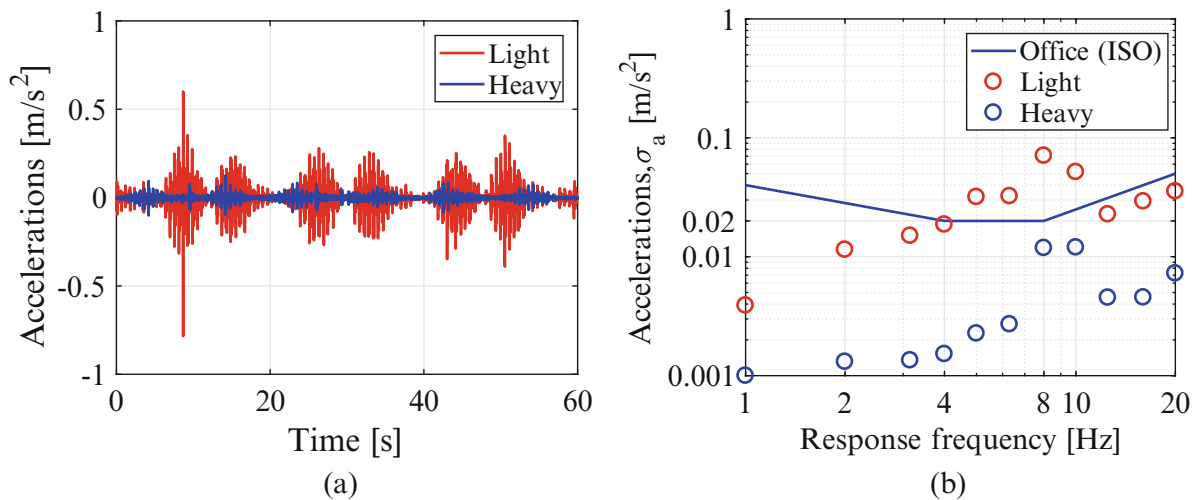 1
0.5
0
-0.5
-1
Accelerations [m/s²]
Light
Heavy
0 20 40 60
Time [s]
(a)
1
0.1
0.02
0.01
0.001
Accelerations,σa [m/s²]
Office (ISO)
Light
Heavy
1 2 4 8 10 20
Response frequency [Hz]
(b)